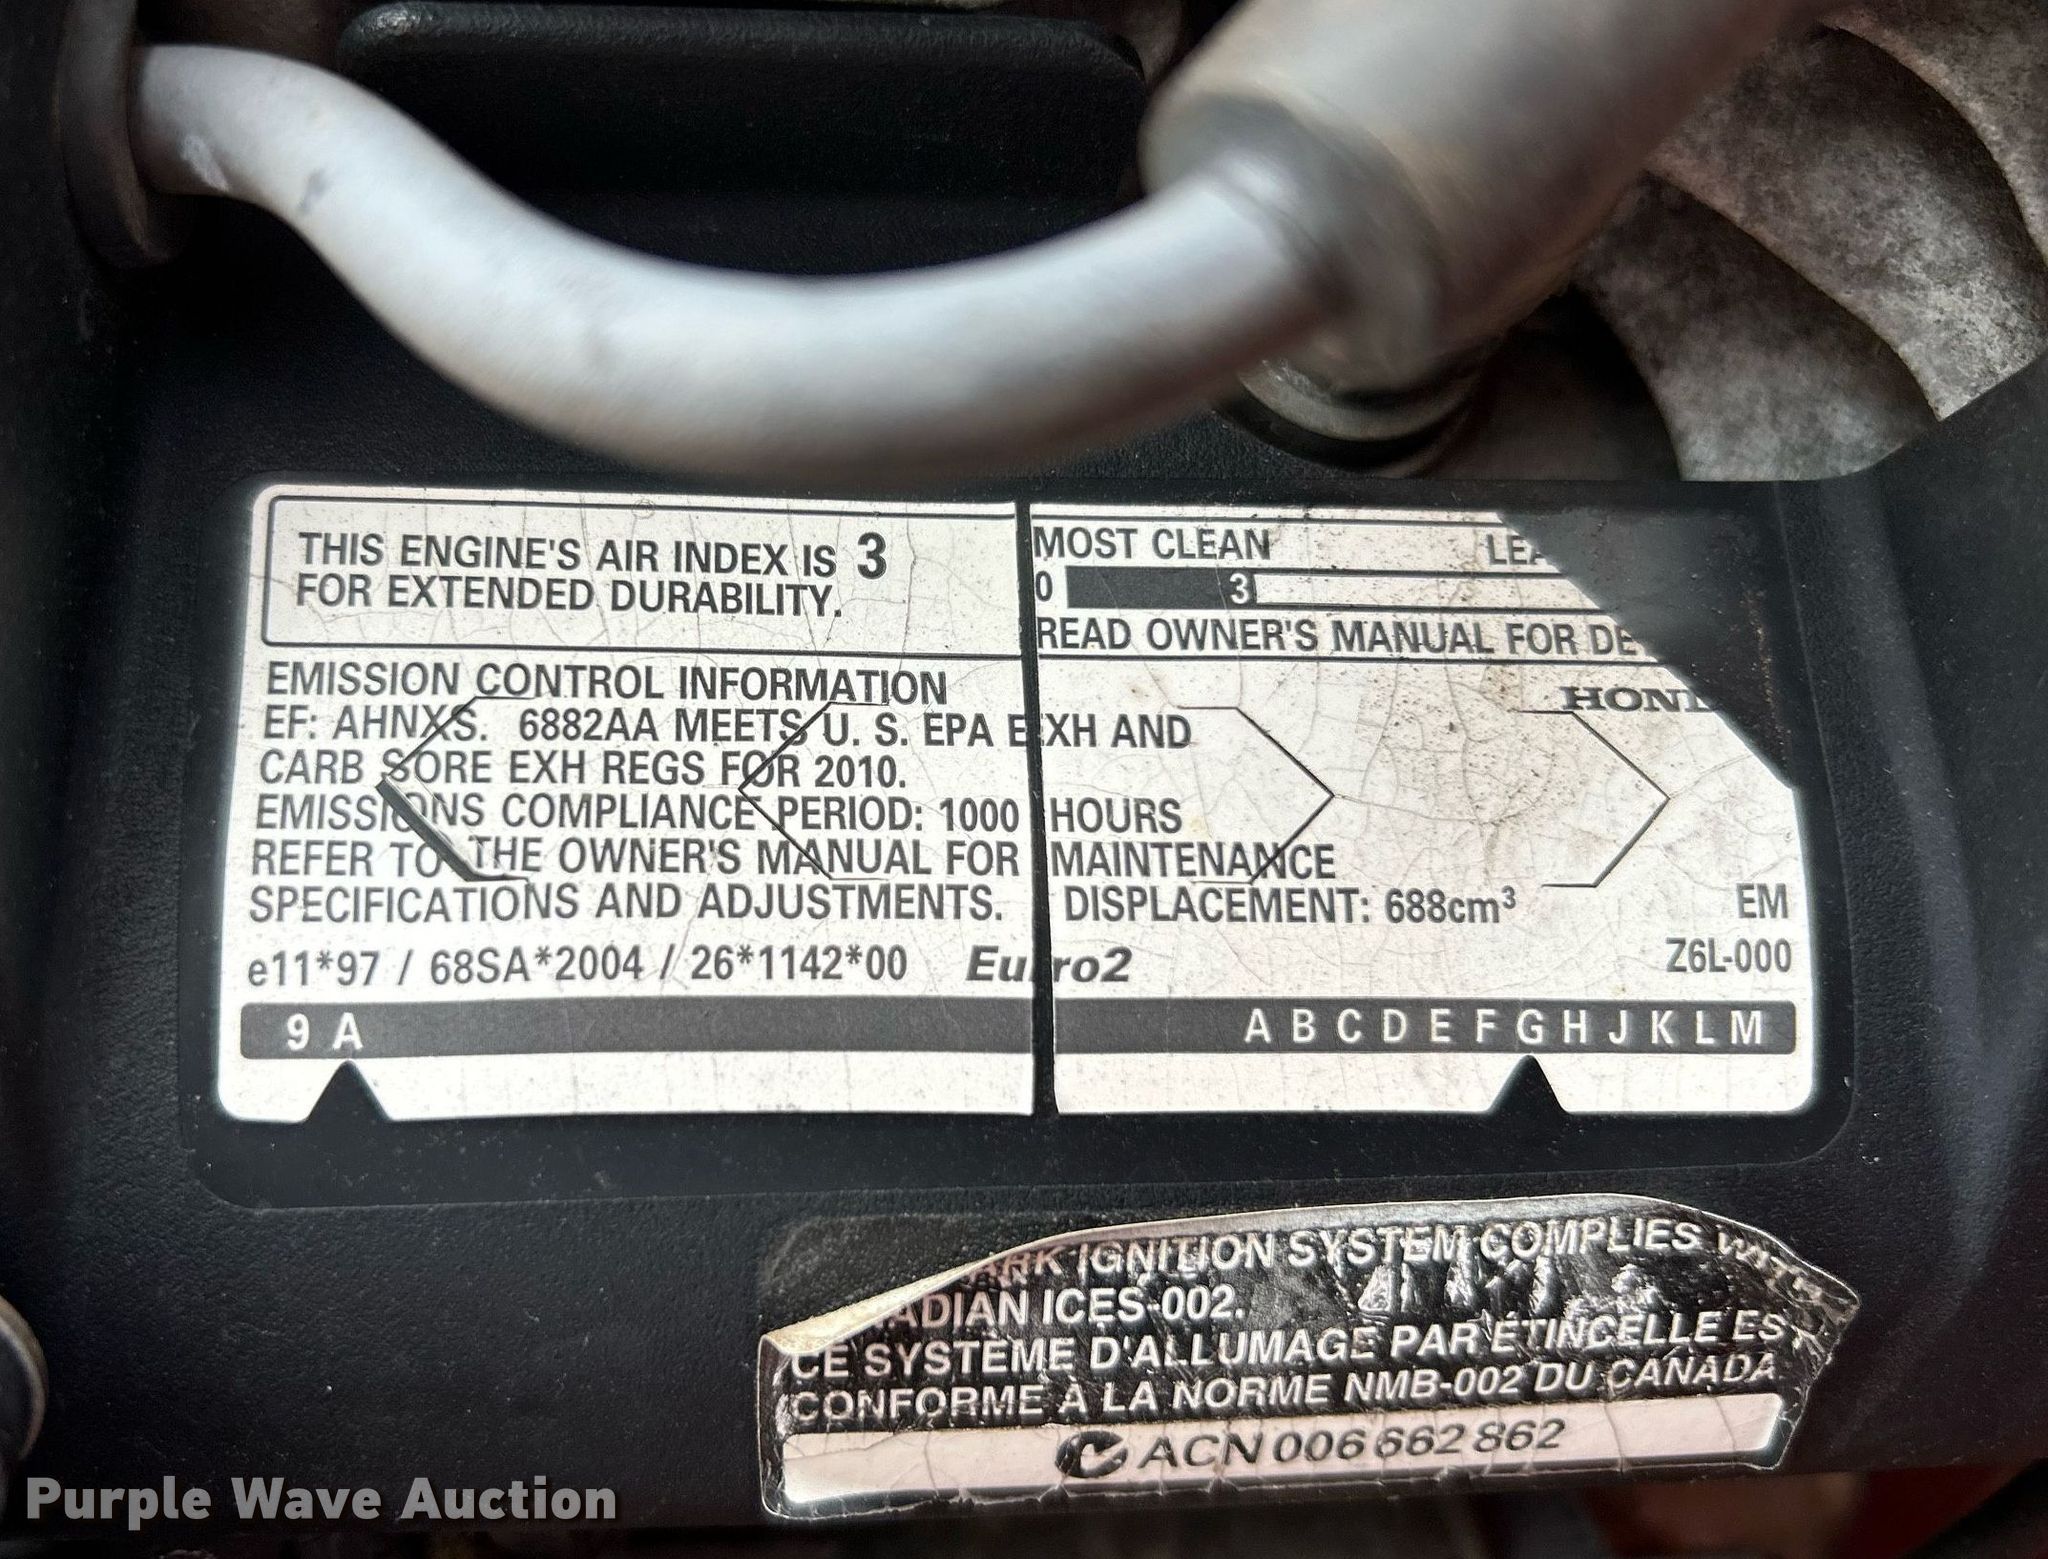 THIS ENGINE'S AIR INDEX IS 3
FOR EXTENDED DURABILITY.
MOST CLEAN
0 3
READ OWNER'S MANUAL FOR
EMISSION CONTROL INFORMATION
EF: AHNXS. 6882AA MEETS U. S. EPA EXH AND
CARB SORE EXH REGS FOR 2010.
EMISSIONS COMPLIANCE PERIOD: 1000 HOURS
REFER TO THE OWNER'S MANUAL FOR MAINTENANCE
SPECIFICATIONS AND ADJUSTMENTS. DISPLACEMENT: 688cm³
EM
e11*97 / 68SA*2004 / 26*1142*00 Euro2
Z6L-000
9 A
A B C D E F G H J K L M
IGNITION SYSTEM COMPLIES WITH
ADIAN ICES-002.
CE SYSTÈME D'ALLUMAGE PAR ÉTINCELLE EST
CONFORME À LA NORME NMB-002 DU CANADA.
ACN 006 662 862
Purple Wave Auction